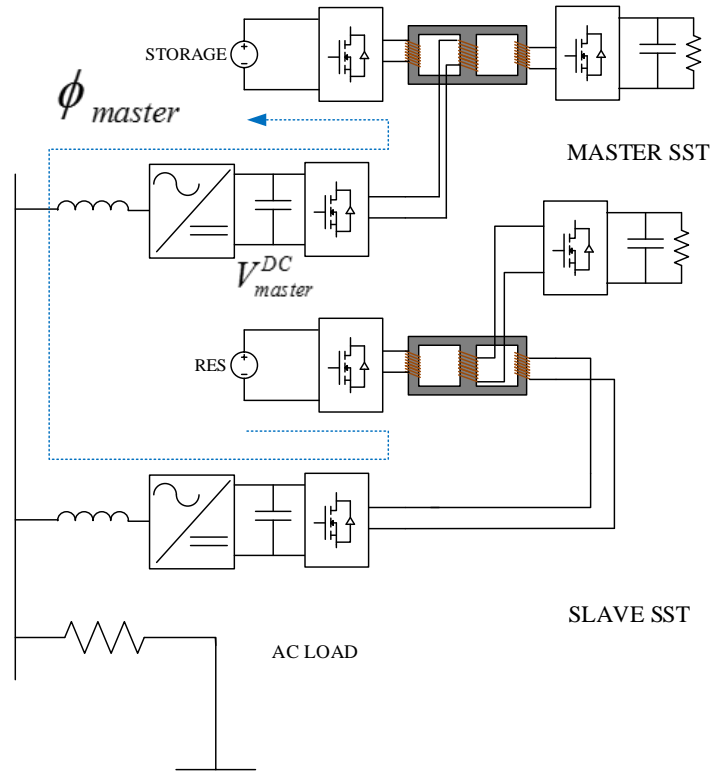 STORAGE
ϕ master
MASTER SST
V DC master
RES
SLAVE SST
AC LOAD